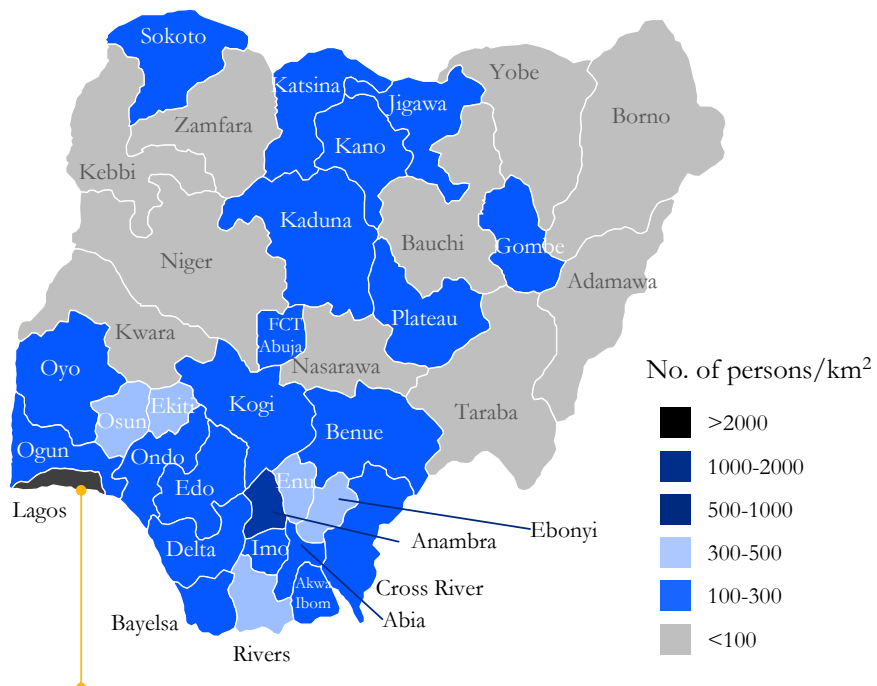 Sokoto
Yobe
Katsina
Jigawa
Borno
Zamfara
Kano
Kebbi
Kaduna
Bauchi
Gombe
Niger
Adamawa
Kwara
FCT
Abuja
Plateau
Nasarawa
Oyo
Kogi
Taraba
Ekiti
Osun
Benue
Ogun
Ondo
Enu
Edo
Lagos
Ebonyi
Anambra
Delta
Imo
Akwa
Ibom
Cross River
Bayelsa
Abia
Rivers
No. of persons/km²
>2000
1000-2000
500-1000
300-500
100-300
<100